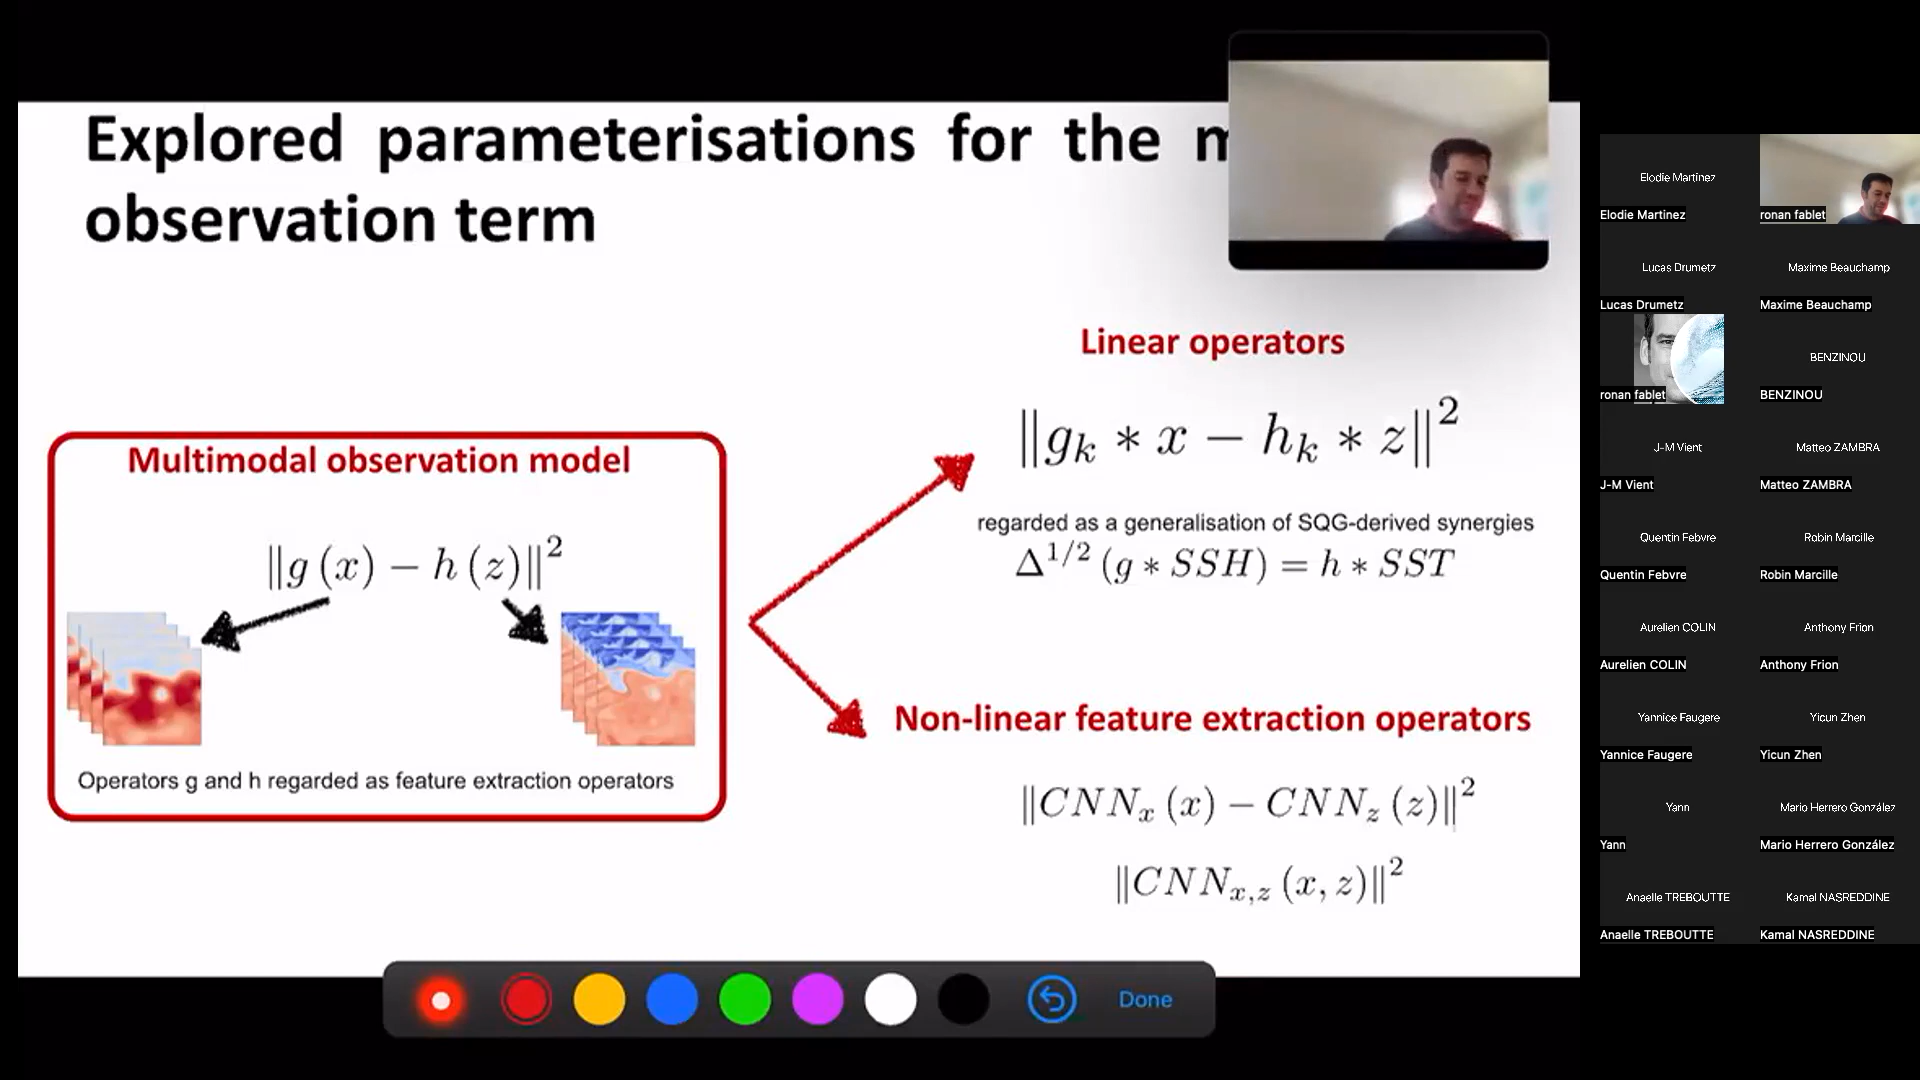 Explored parameterisations for the
observation term
Linear operators
‖g_k * x − h_k * z‖²
regarded as a generalisation of SQG-derived synergies
Δ^{1/2} (g * SSH) = h * SST
Multimodal observation model
‖g (x) − h (z)‖²
Operators g and h regarded as feature extraction operators
Non-linear feature extraction operators
‖CNN_x (x) − CNN_z (z)‖²
‖CNN_{x,z} (x, z)‖²
Done
Elodie Martinez
Elodie Martinez
ronan fablet
Lucas Drumetz
Maxime Beauchamp
Lucas Drumetz
Maxime Beauchamp
BENZINOU
ronan fablet
BENZINOU
J-M Vient
Matteo ZAMBRA
J-M Vient
Matteo ZAMBRA
Quentin Febvre
Robin Marcille
Quentin Febvre
Robin Marcille
Aurelien COLIN
Anthony Frion
Aurelien COLIN
Anthony Frion
Yannice Faugere
Yicun Zhen
Yannice Faugere
Yicun Zhen
Yann
Mario Herrero González
Yann
Mario Herrero González
Anaelle TREBOUTTE
Kamal NASREDDINE
Anaelle TREBOUTTE
Kamal NASREDDINE